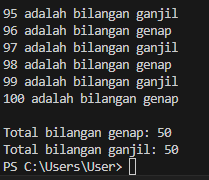 95 adalah bilangan ganjil
96 adalah bilangan genap
97 adalah bilangan ganjil
98 adalah bilangan genap
99 adalah bilangan ganjil
100 adalah bilangan genap

Total bilangan genap: 50
Total bilangan ganjil: 50
PS C:\Users\User>